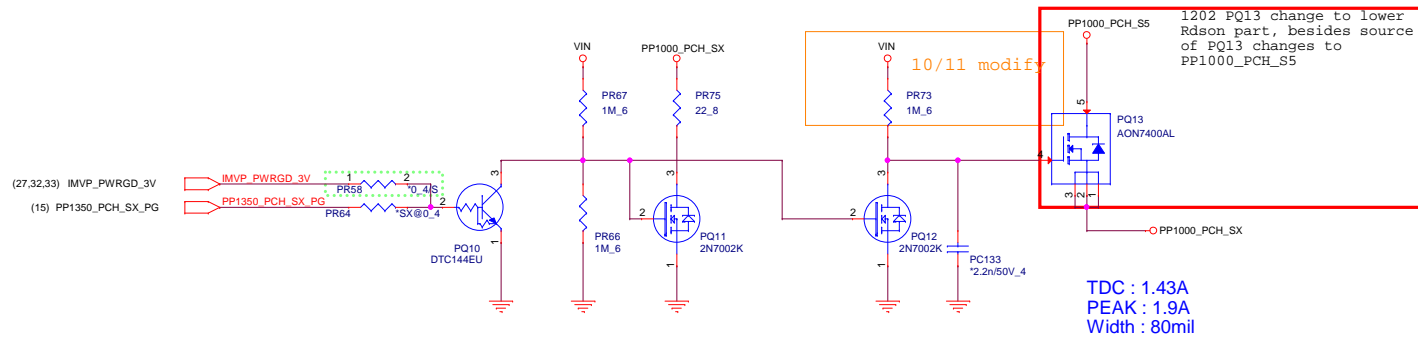 PP1000_PCH_S5
1202 PQ13 change to lower
Rdson part, besides source
of PQ13 changes to
PP1000_PCH_S5
VIN
PP1000_PCH_SX
VIN
10/11 modify
PR67
1M_6
PR75
22_8
PR73
1M_6
5
PQ13
AON7400AL
4
3
2
1
(27,32,33) IMVP_PWRGD_3V
IMVP_PWRGD_3V
1
2
PR58
*0_4/S
(15) PP1350_PCH_SX_PG
PP1350_PCH_SX_PG
PR64
*SX@0_4
2
3
1
PQ10
DTC144EU
PR66
1M_6
2
3
1
PQ11
2N7002K
2
3
1
PQ12
2N7002K
PC133
*2.2n/50V_4
PP1000_PCH_SX
TDC : 1.43A
PEAK : 1.9A
Width : 80mil